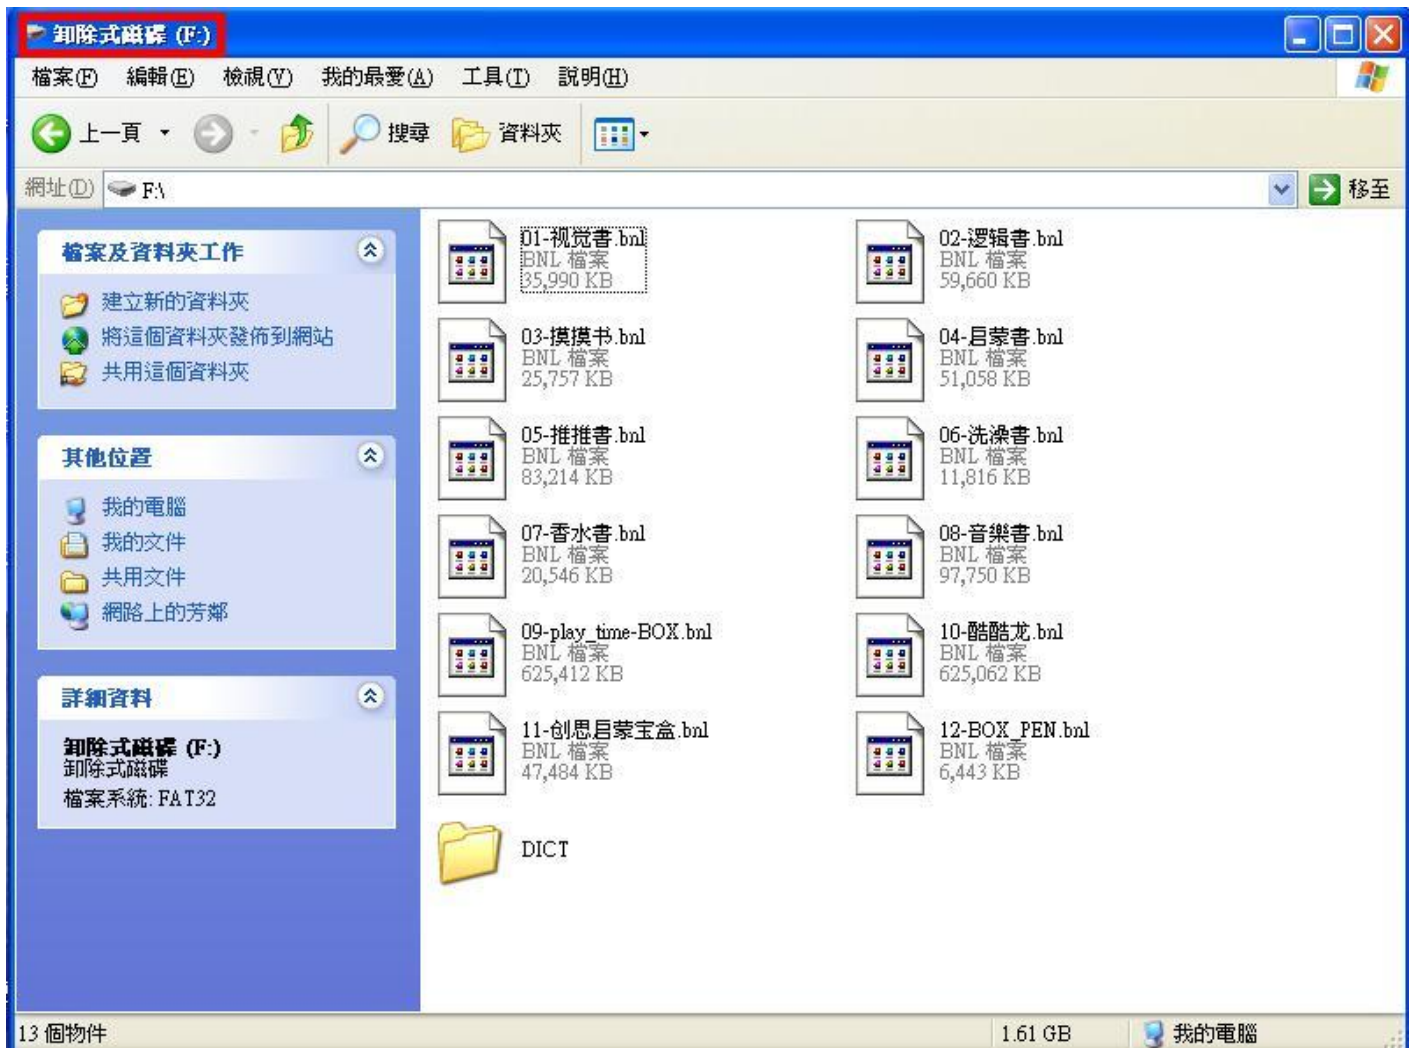 卸除式磁碟 (F:)
檔案(F) 編輯(E) 檢視(V) 我的最愛(A) 工具(T) 說明(H)
上一頁 搜尋 資料夾
網址(D) F:\ 移至
檔案及資料夾工作
建立新的資料夾
將這個資料夾發佈到網站
共用這個資料夾
其他位置
我的電腦
我的文件
共用文件
網路上的芳鄰
詳細資料
卸除式磁碟 (F:)
卸除式磁碟
檔案系統: FAT32
01-视觉書.bnl
BNL 檔案
35,990 KB
02-逻辑書.bnl
BNL 檔案
59,660 KB
03-摸摸书.bnl
BNL 檔案
25,757 KB
04-启蒙書.bnl
BNL 檔案
51,058 KB
05-推推書.bnl
BNL 檔案
83,214 KB
06-洗澡書.bnl
BNL 檔案
11,816 KB
07-香水書.bnl
BNL 檔案
20,546 KB
08-音樂書.bnl
BNL 檔案
97,750 KB
09-play_time-BOX.bnl
BNL 檔案
625,412 KB
10-酷酷龙.bnl
BNL 檔案
625,062 KB
11-创思启蒙宝盒.bnl
BNL 檔案
47,484 KB
12-BOX_PEN.bnl
BNL 檔案
6,443 KB
DICT
13 個物件 1.61 GB 我的電腦